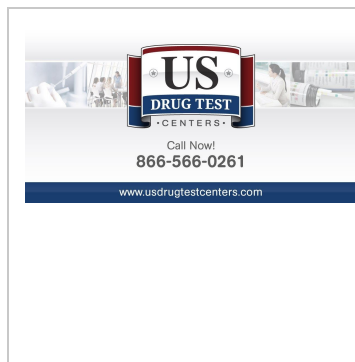 US
DRUG TEST
•CENTERS•
Call Now!
866-566-0261
www.usdrugtestcenters.com